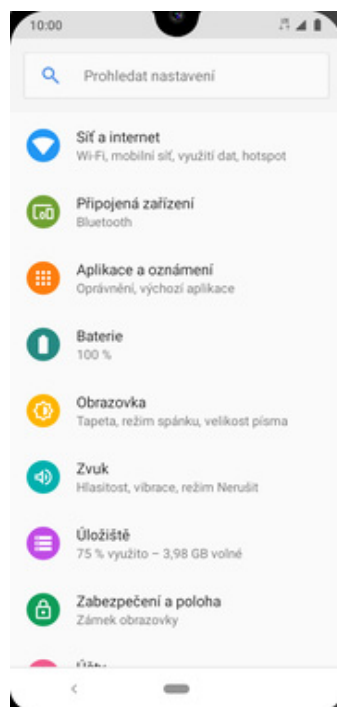 10:00
Prohledat nastavení
Síť a internet
Wi-Fi, mobilní síť, využití dat, hotspot
Připojená zařízení
Bluetooth
Aplikace a oznámení
Oprávnění, výchozí aplikace
Baterie
100 %
Obrazovka
Tapeta, režim spánku, velikost písma
Zvuk
Hlasitost, vibrace, režim Nerušit
Úložiště
75 % využito – 3,98 GB volné
Zabezpečení a poloha
Zámek obrazovky